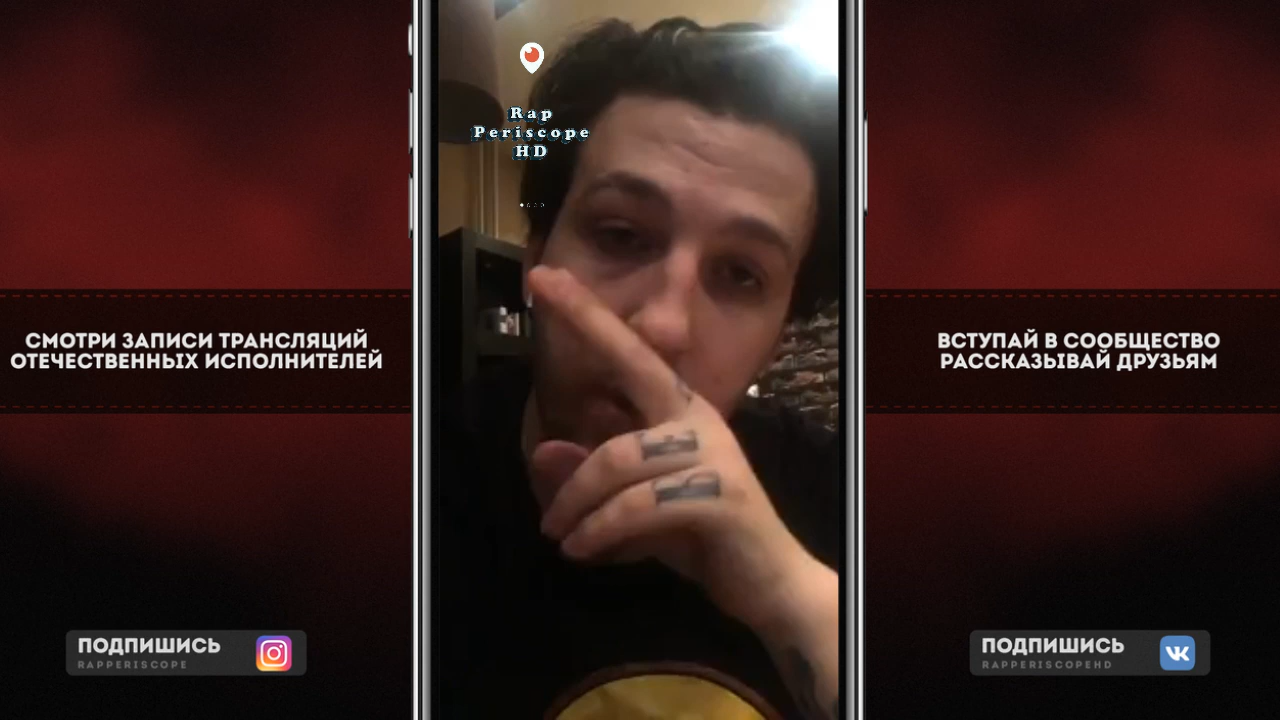 Rap
Periscope
HD
СМОТРИ ЗАПИСИ ТРАНСЛЯЦИЙ
ОТЕЧЕСТВЕННЫХ ИСПОЛНИТЕЛЕЙ
ВСТУПАЙ В СООБЩЕСТВО
РАССКАЗЫВАЙ ДРУЗЬЯМ
ПОДПИШИСЬ
RAPPERISCOPE
ПОДПИШИСЬ
RAPPERISCOPEHD